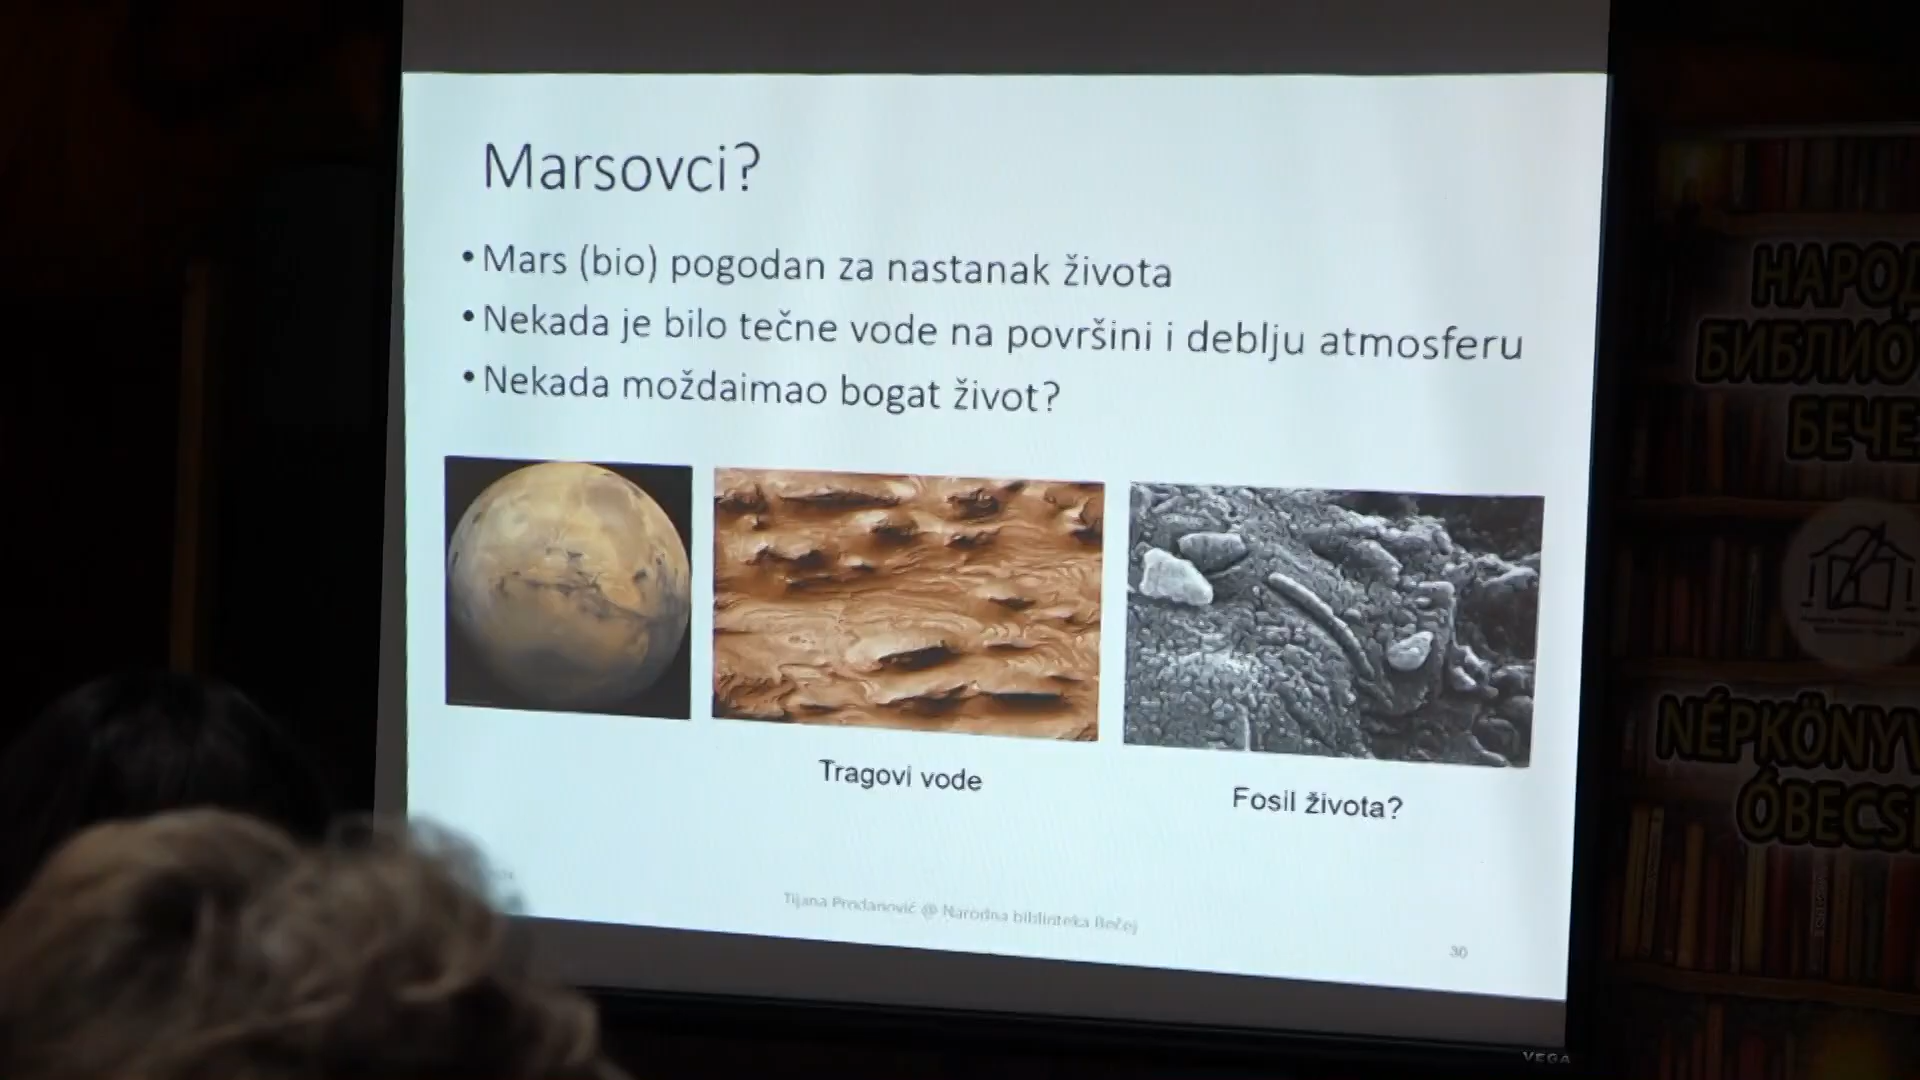 Marsovci?
• Mars (bio) pogodan za nastanak života
• Nekada je bilo tečne vode na površini i deblju atmosferu
• Nekada moždaimao bogat život?
Tragovi vode
Fosil života?
Tijana Prodanović @ Narodna biblioteka Bečej
30
НАРОД
БИБЛИО
БЕЧЕ
NÉPKÖNYV
ÓBECS
VEGA